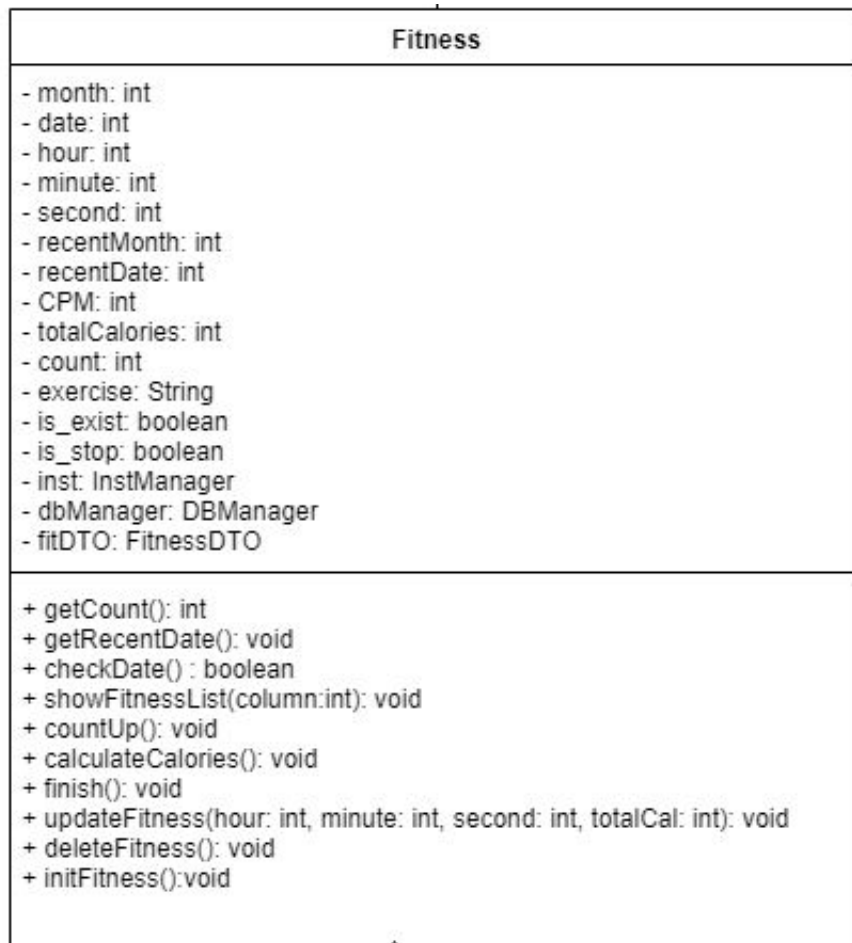 Fitness
- month: int
- date: int
- hour: int
- minute: int
- second: int
- recentMonth: int
- recentDate: int
- CPM: int
- totalCalories: int
- count: int
- exercise: String
- is_exist: boolean
- is_stop: boolean
- inst: InstManager
- dbManager: DBManager
- fitDTO: FitnessDTO
+ getCount(): int
+ getRecentDate(): void
+ checkDate() : boolean
+ showFitnessList(column:int): void
+ countUp(): void
+ calculateCalories(): void
+ finish(): void
+ updateFitness(hour: int, minute: int, second: int, totalCal: int): void
+ deleteFitness(): void
+ initFitness():void